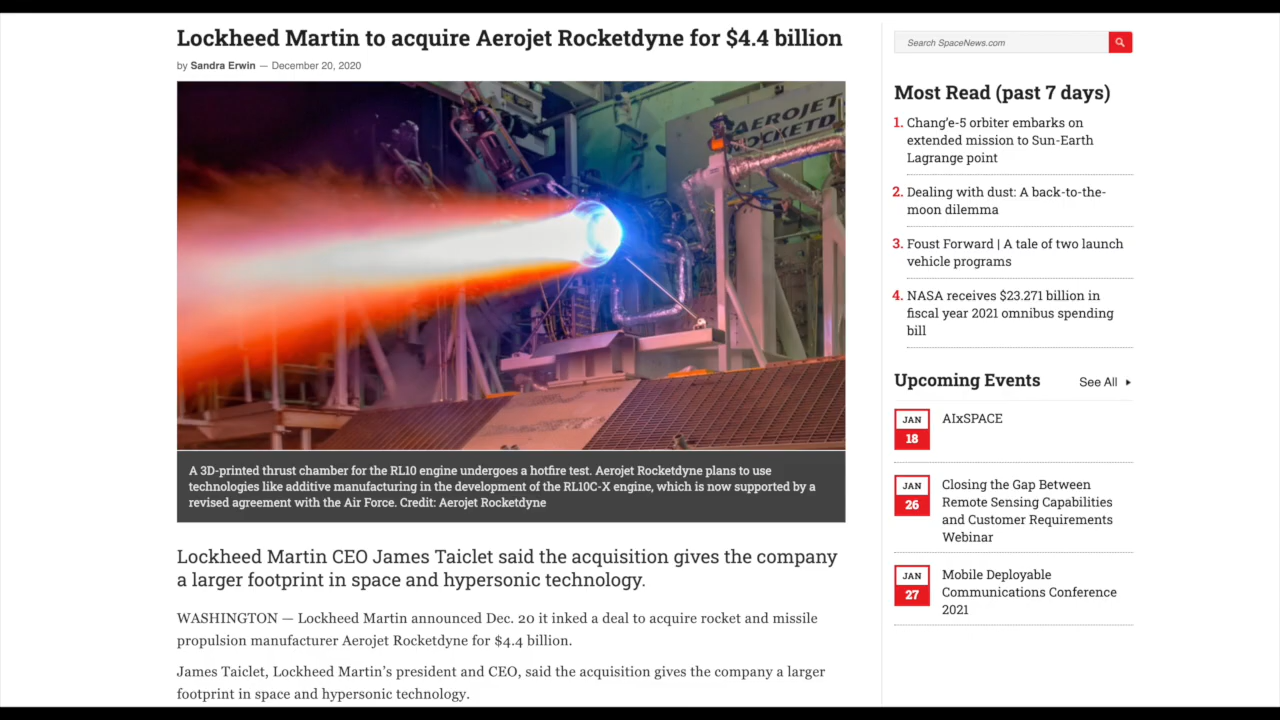 Lockheed Martin to acquire Aerojet Rocketdyne for $4.4 billion
by Sandra Erwin — December 20, 2020
AEROJET
ROCKETD
A 3D-printed thrust chamber for the RL10 engine undergoes a hotfire test. Aerojet Rocketdyne plans to use
technologies like additive manufacturing in the development of the RL10C-X engine, which is now supported by a
revised agreement with the Air Force. Credit: Aerojet Rocketdyne
Lockheed Martin CEO James Taiclet said the acquisition gives the company
a larger footprint in space and hypersonic technology.
WASHINGTON — Lockheed Martin announced Dec. 20 it inked a deal to acquire rocket and missile
propulsion manufacturer Aerojet Rocketdyne for $4.4 billion.
James Taiclet, Lockheed Martin’s president and CEO, said the acquisition gives the company a larger
footprint in space and hypersonic technology.
Search SpaceNews.com
Most Read (past 7 days)
1. Chang’e-5 orbiter embarks on
extended mission to Sun-Earth
Lagrange point
2. Dealing with dust: A back-to-the-
moon dilemma
3. Foust Forward | A tale of two launch
vehicle programs
4. NASA receives $23.271 billion in
fiscal year 2021 omnibus spending
bill
Upcoming Events See All
JAN
18
AIxSPACE
JAN
26
Closing the Gap Between
Remote Sensing Capabilities
and Customer Requirements
Webinar
JAN
27
Mobile Deployable
Communications Conference
2021